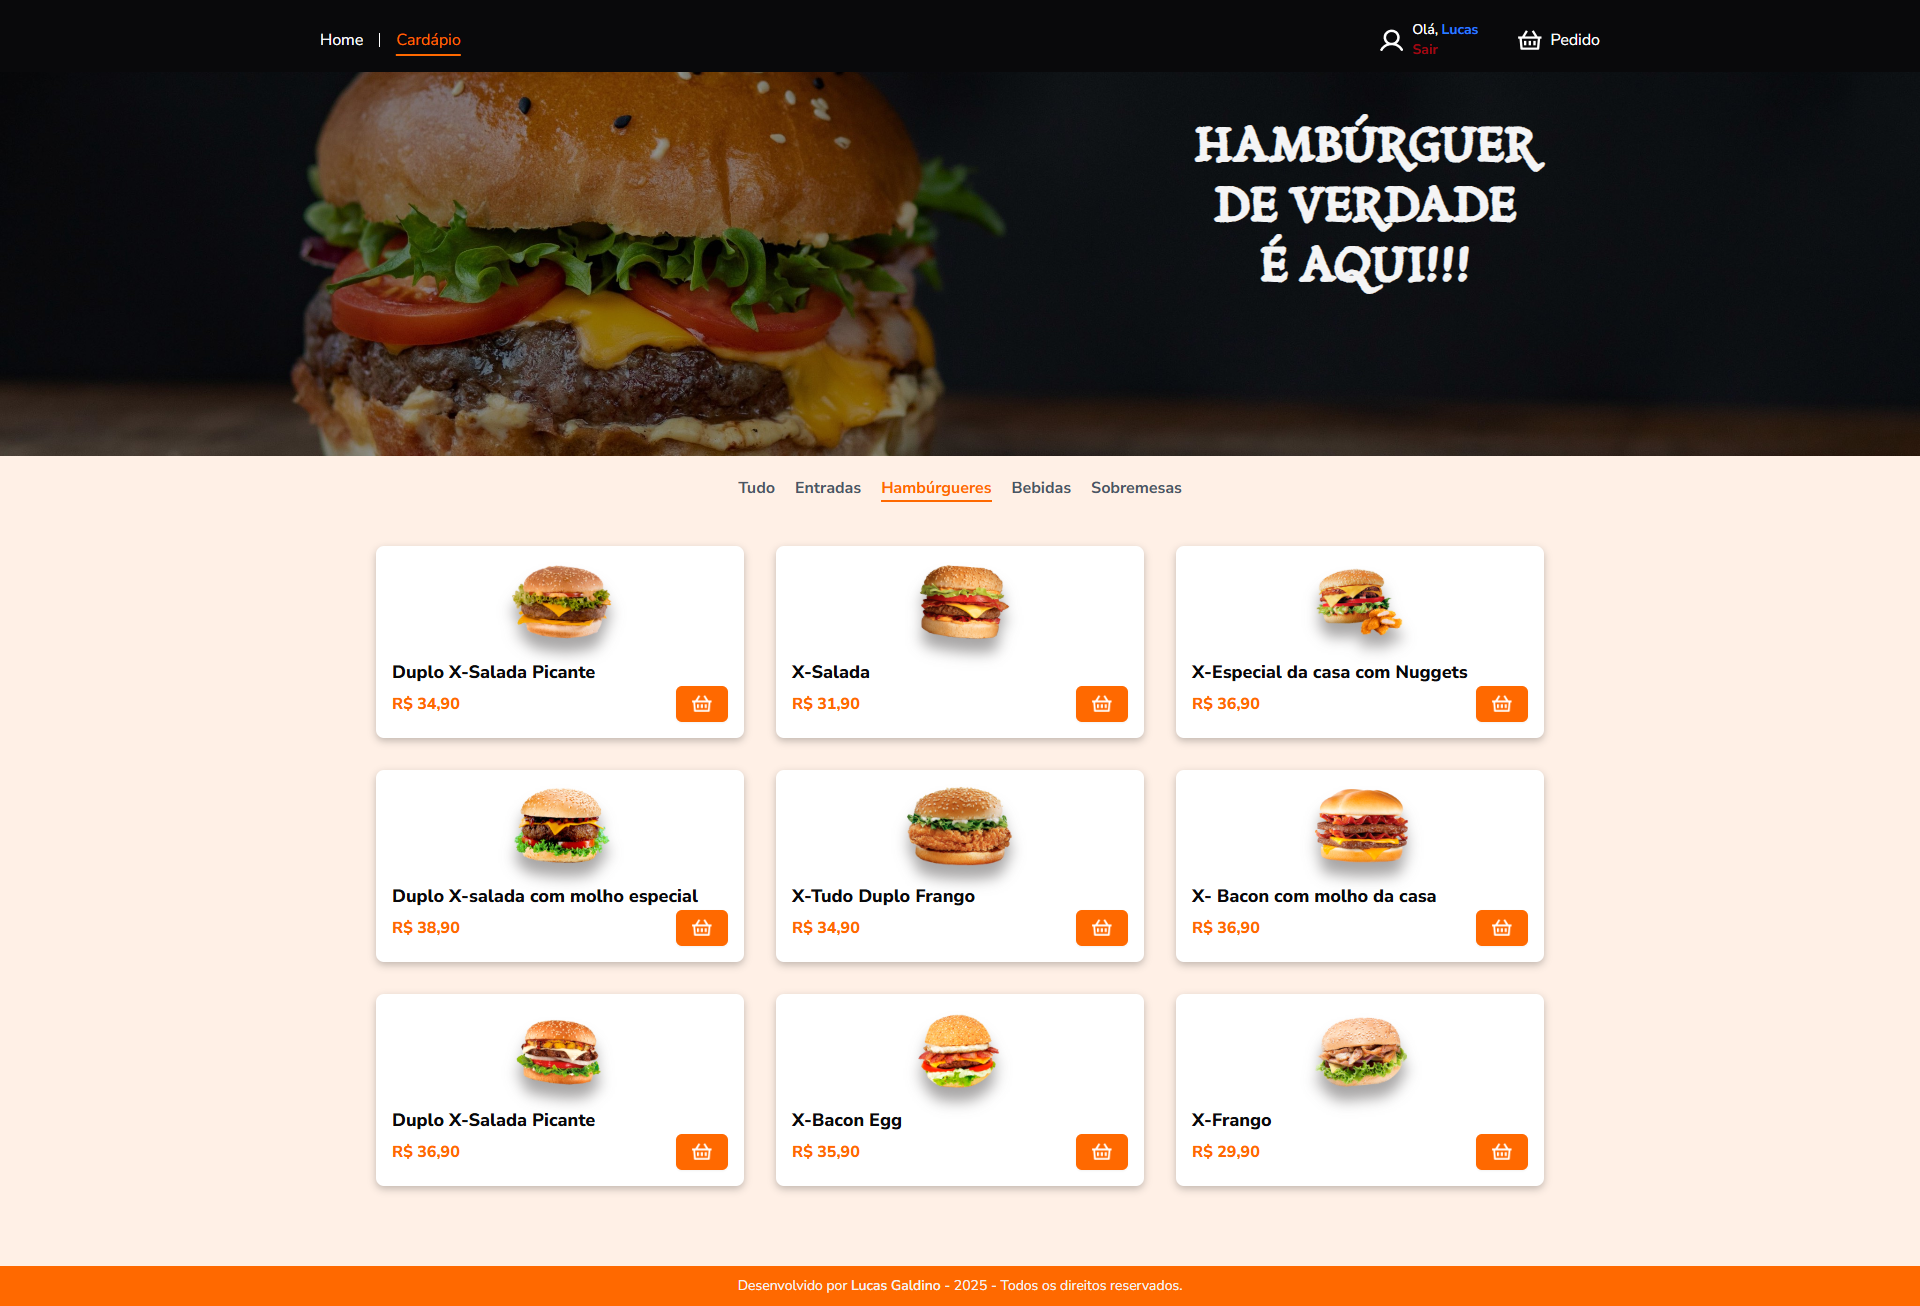 Home | Cardápio
Olá, Lucas
Sair
Pedido
HAMBÚRGUER
DE VERDADE
É AQUI!!!
Tudo Entradas Hambúrgueres Bebidas Sobremesas
Duplo X-Salada Picante
R$ 34,90
X-Salada
R$ 31,90
X-Especial da casa com Nuggets
R$ 36,90
Duplo X-salada com molho especial
R$ 38,90
X-Tudo Duplo Frango
R$ 34,90
X- Bacon com molho da casa
R$ 36,90
Duplo X-Salada Picante
R$ 36,90
X-Bacon Egg
R$ 35,90
X-Frango
R$ 29,90
Desenvolvido por Lucas Galdino - 2025 - Todos os direitos reservados.